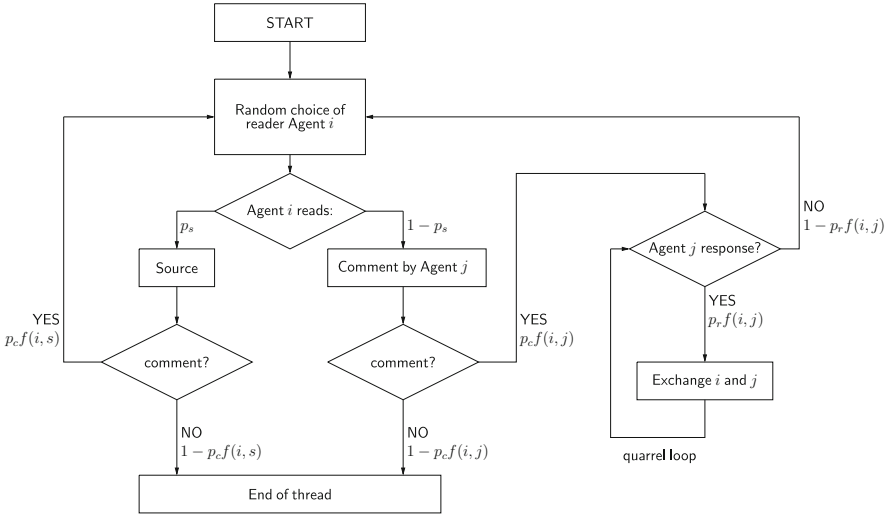 START
Random choice of
reader Agent i
Agent i reads:
p_s
1 − p_s
Source
Comment by Agent j
Agent j response?
NO
1 − p_r f(i, j)
YES
p_c f(i, s)
comment?
comment?
YES
p_c f(i, j)
YES
p_r f(i, j)
Exchange i and j
NO
1 − p_c f(i, s)
NO
1 − p_c f(i, j)
quarrel loop
End of thread